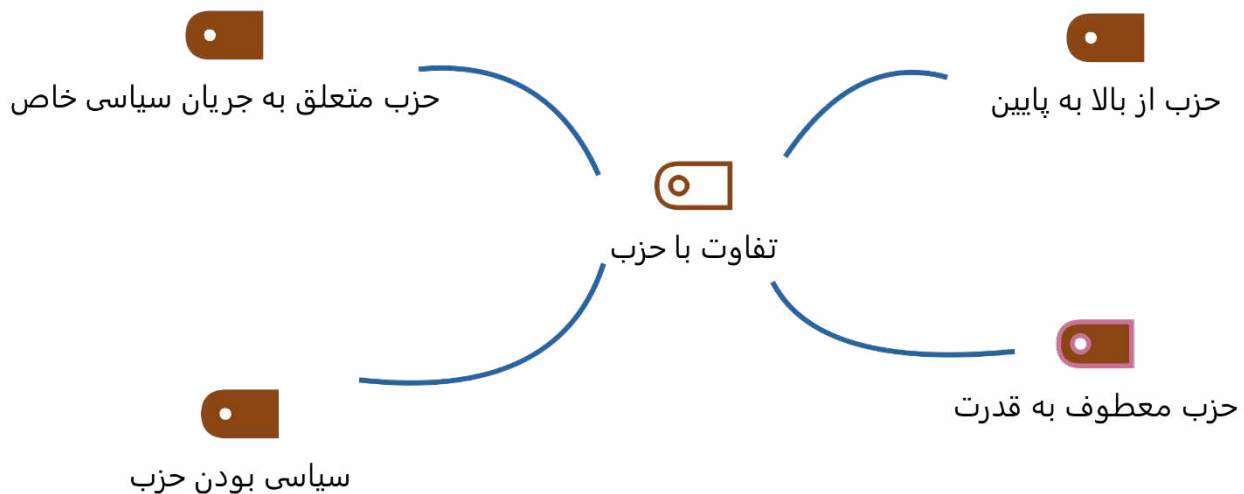 حزب از بالا به پایین
حزب متعلق به جریان سیاسی خاص
تفاوت با حزب
حزب معطوف به قدرت
سیاسی بودن حزب